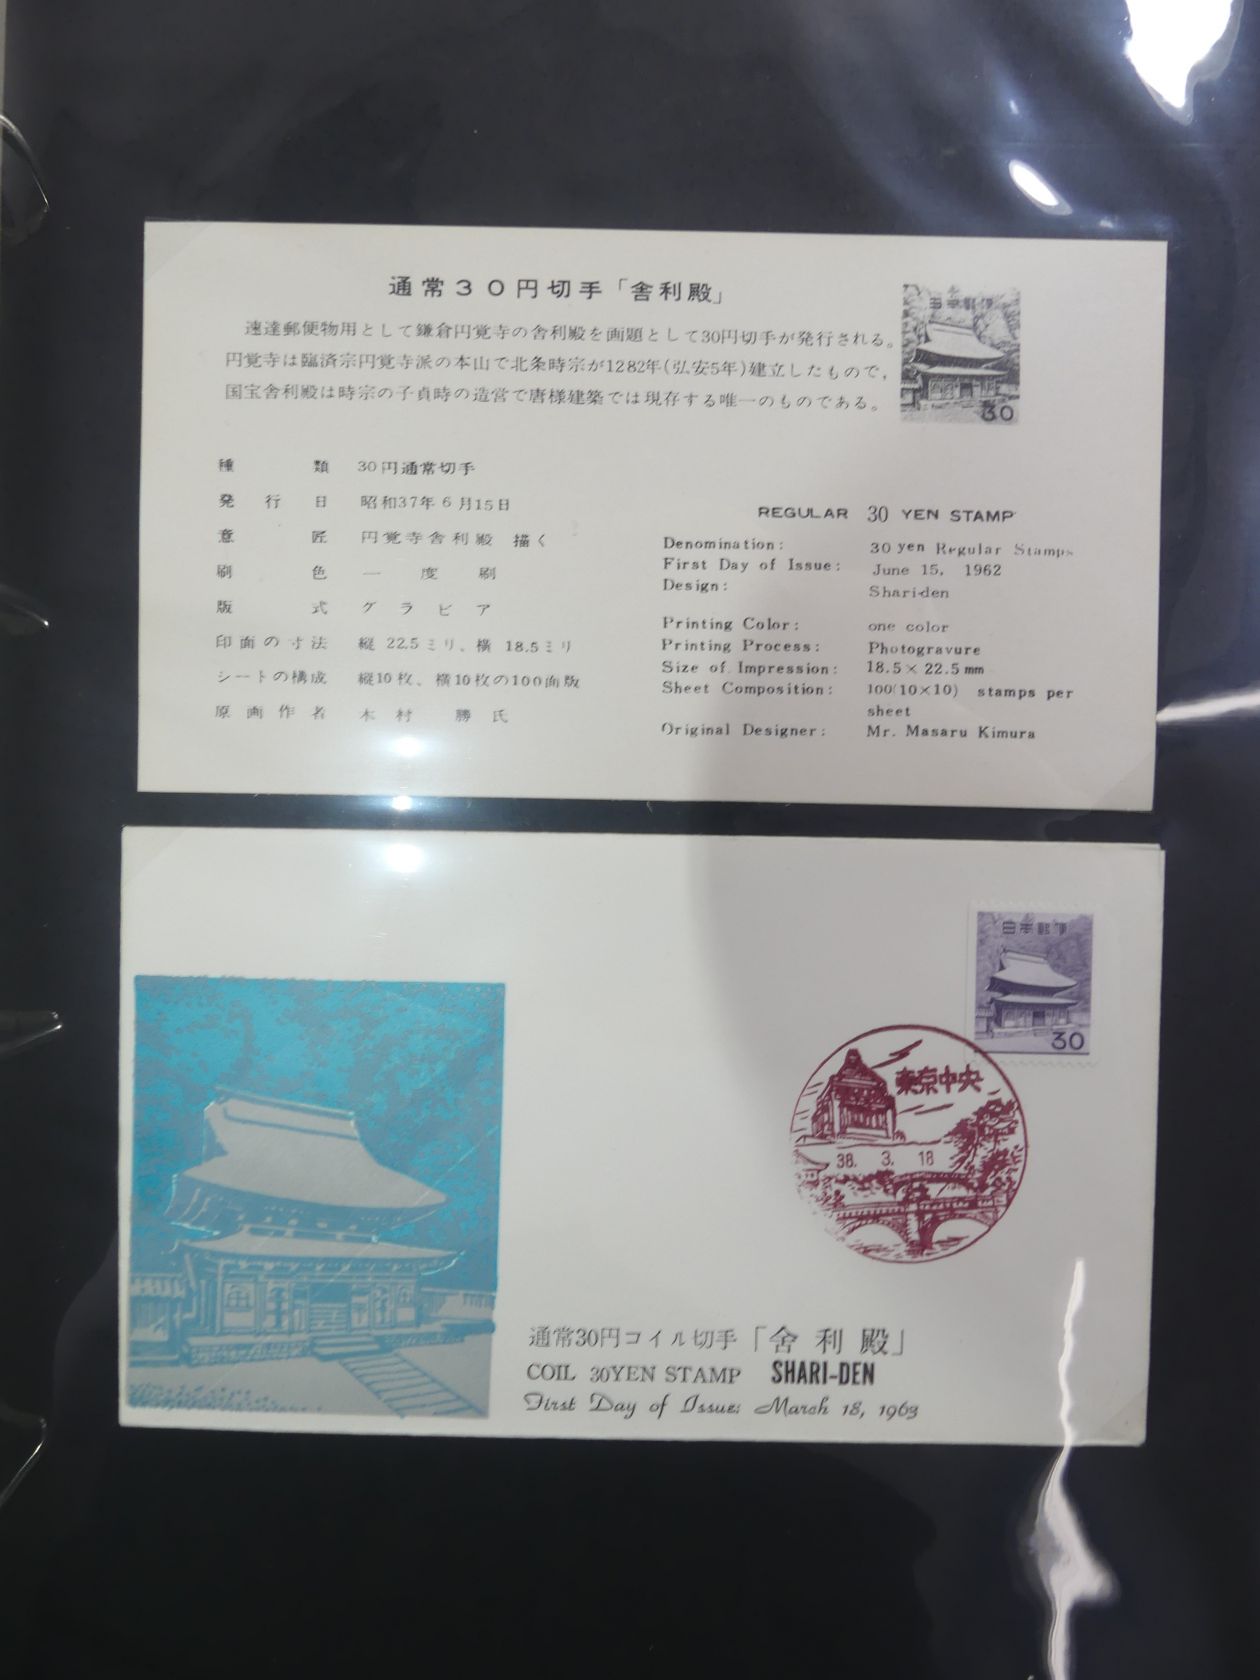 通常30円切手「舎利殿」
日本郵便
30
速達郵便物用として鎌倉円覚寺の舎利殿を画題として30円切手が発行される。
円覚寺は臨済宗円覚寺派の本山で北条時宗が1282年(弘安5年)建立したもので,
国宝舎利殿は時宗の子貞時の造営で唐様建築では現存する唯一のものである。
種類 30円通常切手
発行日 昭和37年6月15日
意匠 円覚寺舎利殿 描く
刷色 一度刷
版式 グラビア
印面の寸法 縦 22.5ミリ、横 18.5ミリ
シートの構成 縦10枚、横10枚の100面版
原画作者 木村 勝氏
REGULAR 30 YEN STAMP
Denomination: 30 yen Regular Stamps
First Day of Issue: June 15, 1962
Design: Shari-den
Printing Color: one color
Printing Process: Photogravure
Size of Impression: 18.5×22.5mm
Sheet Composition: 100(10×10) stamps per
sheet
Original Designer: Mr. Masaru Kimura
日本郵便
30
東京中央
38. 3. 18
通常30円コイル切手「舎利殿」
COIL 30YEN STAMP SHARI-DEN
First Day of Issue: March 18, 1963